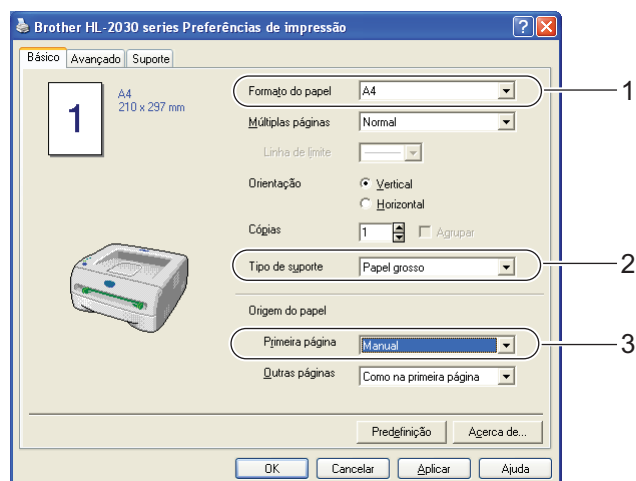 Brother HL-2030 series Preferências de impressão
Básico Avançado Suporte
1
A4
210 x 297 mm
Formato do papel A4 1
Múltiplas páginas Normal
Linha de limite
Orientação Vertical
Horizontal
Cópias 1 Agrupar
Tipo de suporte Papel grosso 2
Origem do papel
Primeira página Manual 3
Outras páginas Como na primeira página
Predefinição Acerca de...
OK Cancelar Aplicar Ajuda